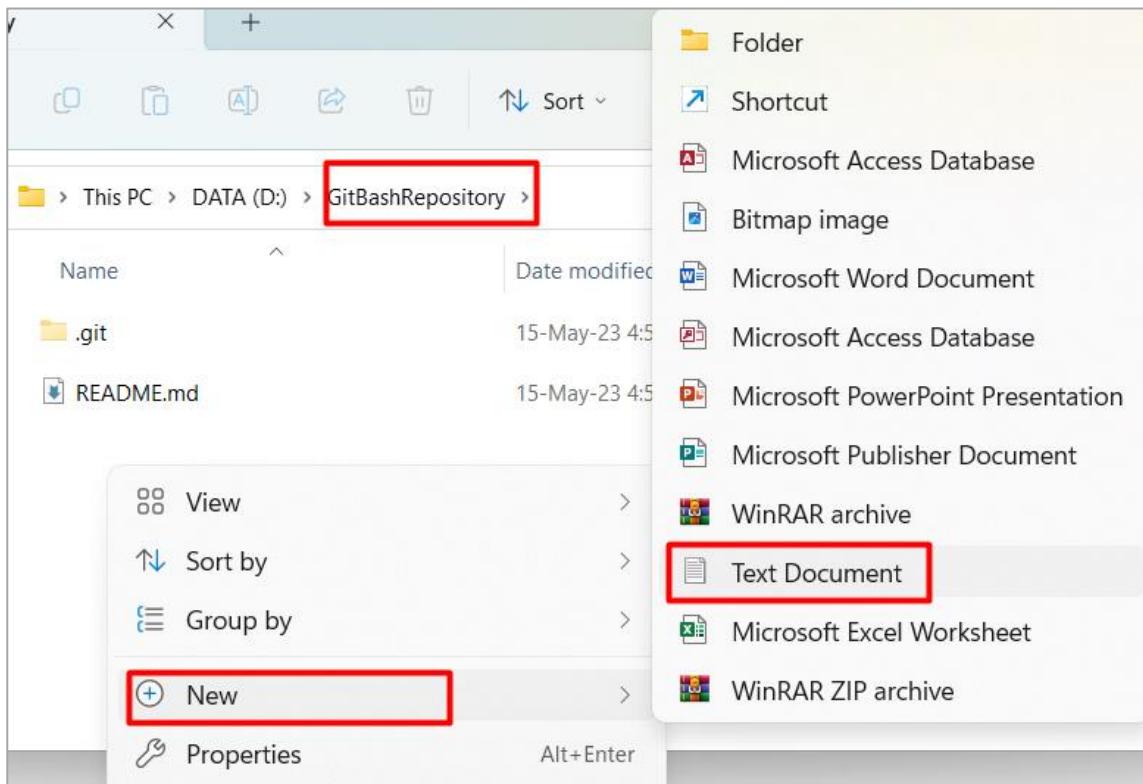 Sort
This PC > DATA (D:) > GitBashRepository >
Name
Date modified
.git
15-May-23 4:5
README.md
15-May-23 4:5
View
Sort by
Group by
New
Properties
Alt+Enter
Folder
Shortcut
Microsoft Access Database
Bitmap image
Microsoft Word Document
Microsoft Access Database
Microsoft PowerPoint Presentation
Microsoft Publisher Document
WinRAR archive
Text Document
Microsoft Excel Worksheet
WinRAR ZIP archive